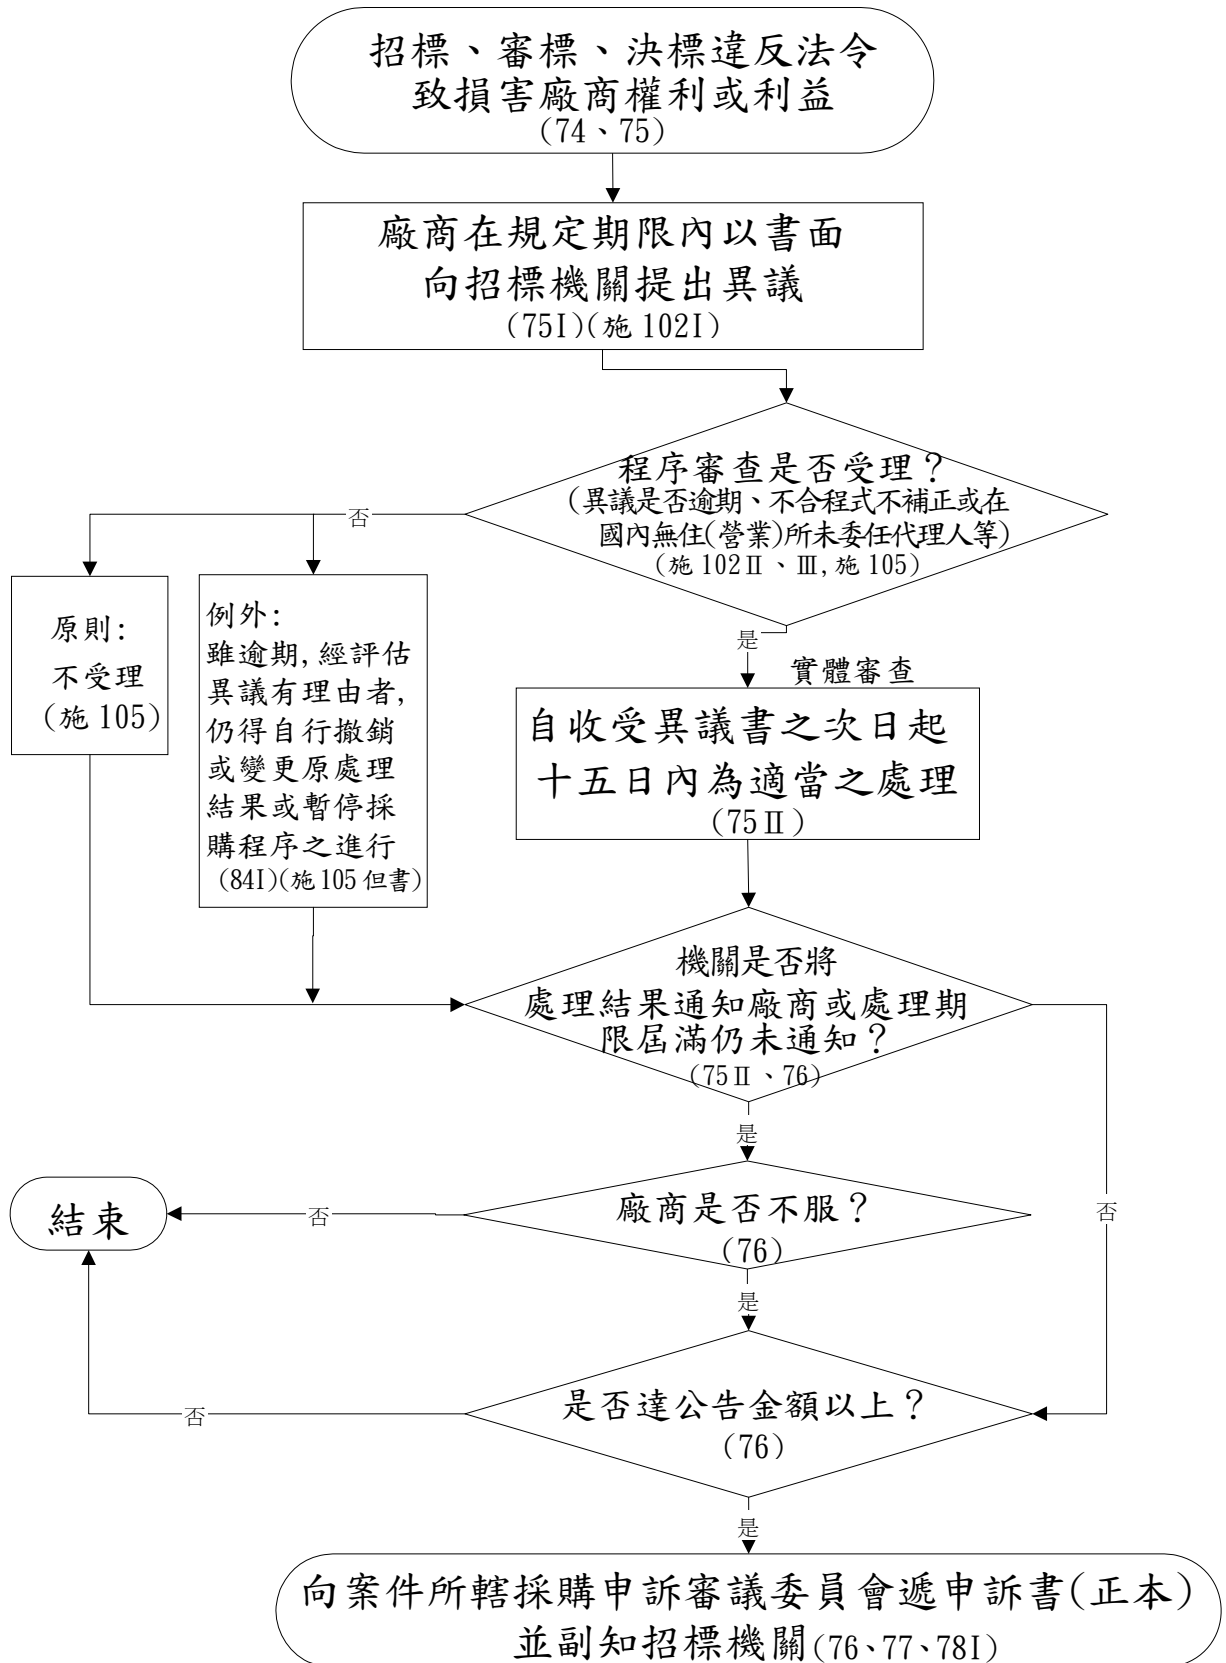 招標、審標、決標違反法令
致損害廠商權利或利益
(74、75)
廠商在規定期限內以書面
向招標機關提出異議
(75I)(施102I)
程序審查是否受理？
(異議是否逾期、不合程式不補正或在
國內無住(營業)所未委任代理人等)
(施102Ⅱ、Ⅲ,施105)
否
原則:
不受理
(施105)
例外:
雖逾期,經評估
異議有理由者,
仍得自行撤銷
或變更原處理
結果或暫停採
購程序之進行
(84I)(施105但書)
是
實體審查
自收受異議書之次日起
十五日內為適當之處理
(75Ⅱ)
機關是否將
處理結果通知廠商或處理期
限屆滿仍未通知？
(75Ⅱ、76)
是
否
廠商是否不服？
(76)
否
結束
是
是否達公告金額以上？
(76)
否
是
向案件所轄採購申訴審議委員會遞申訴書(正本)
並副知招標機關(76、77、78I)